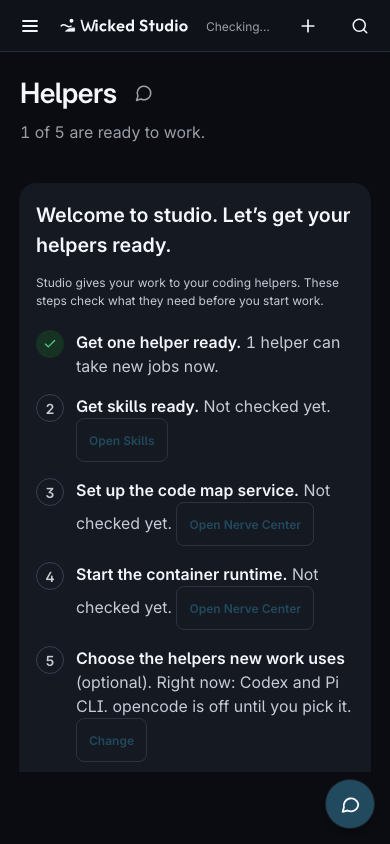 Wicked Studio Checking...
Helpers
1 of 5 are ready to work.
Welcome to studio. Let's get your
helpers ready.
Studio gives your work to your coding helpers. These
steps check what they need before you start work.
Get one helper ready. 1 helper can
take new jobs now.
2 Get skills ready. Not checked yet.
Open Skills
3 Set up the code map service. Not
checked yet. Open Nerve Center
4 Start the container runtime. Not
checked yet. Open Nerve Center
5 Choose the helpers new work uses
(optional). Right now: Codex and Pi
CLI. opencode is off until you pick it.
Change